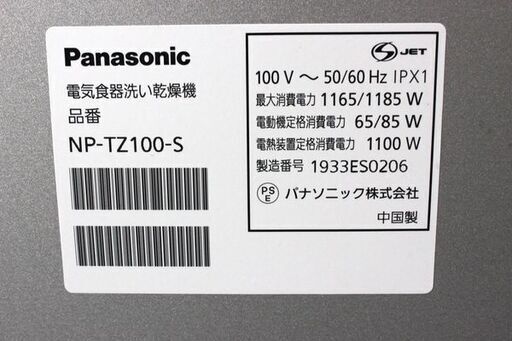 Panasonic
電気食器洗い乾燥機
品番
NP-TZ100-S
S JET
100 V ～ 50/60 Hz IPX1
最大消費電力 1165/1185 W
電動機定格消費電力 65/85 W
電熱装置定格消費電力 1100 W
製造番号 1933ES0206
PS E パナソニック株式会社
中国製